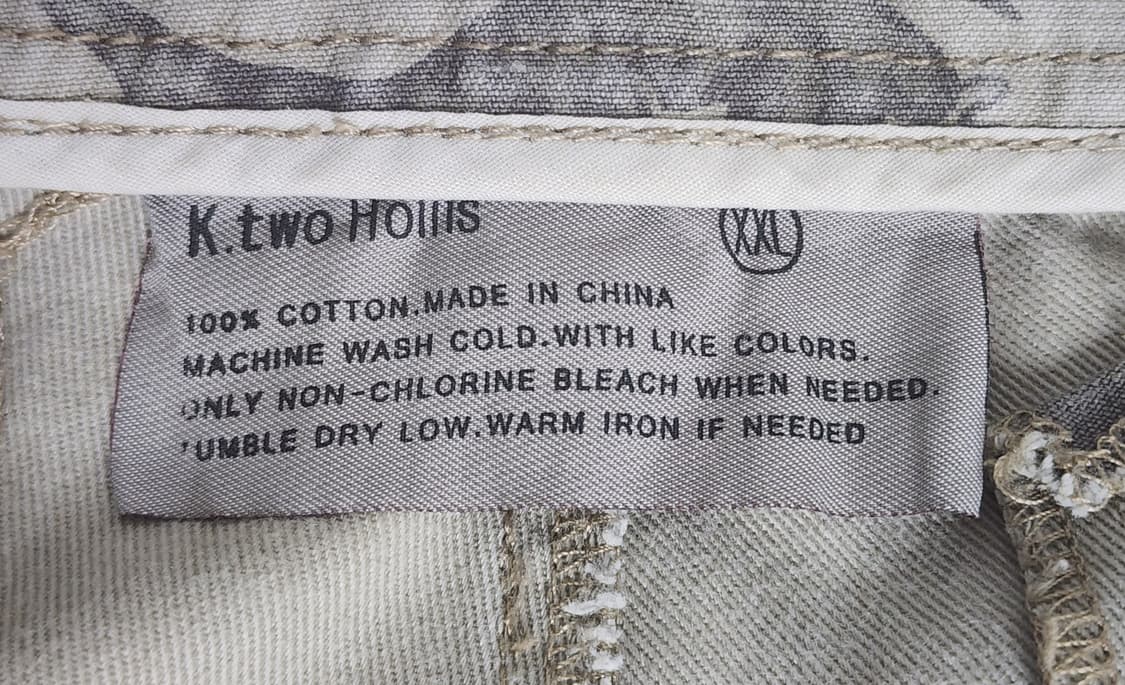 K.two Hollis XXL
100% COTTON.MADE IN CHINA
MACHINE WASH COLD.WITH LIKE COLORS.
ONLY NON-CHLORINE BLEACH WHEN NEEDED.
TUMBLE DRY LOW.WARM IRON IF NEEDED